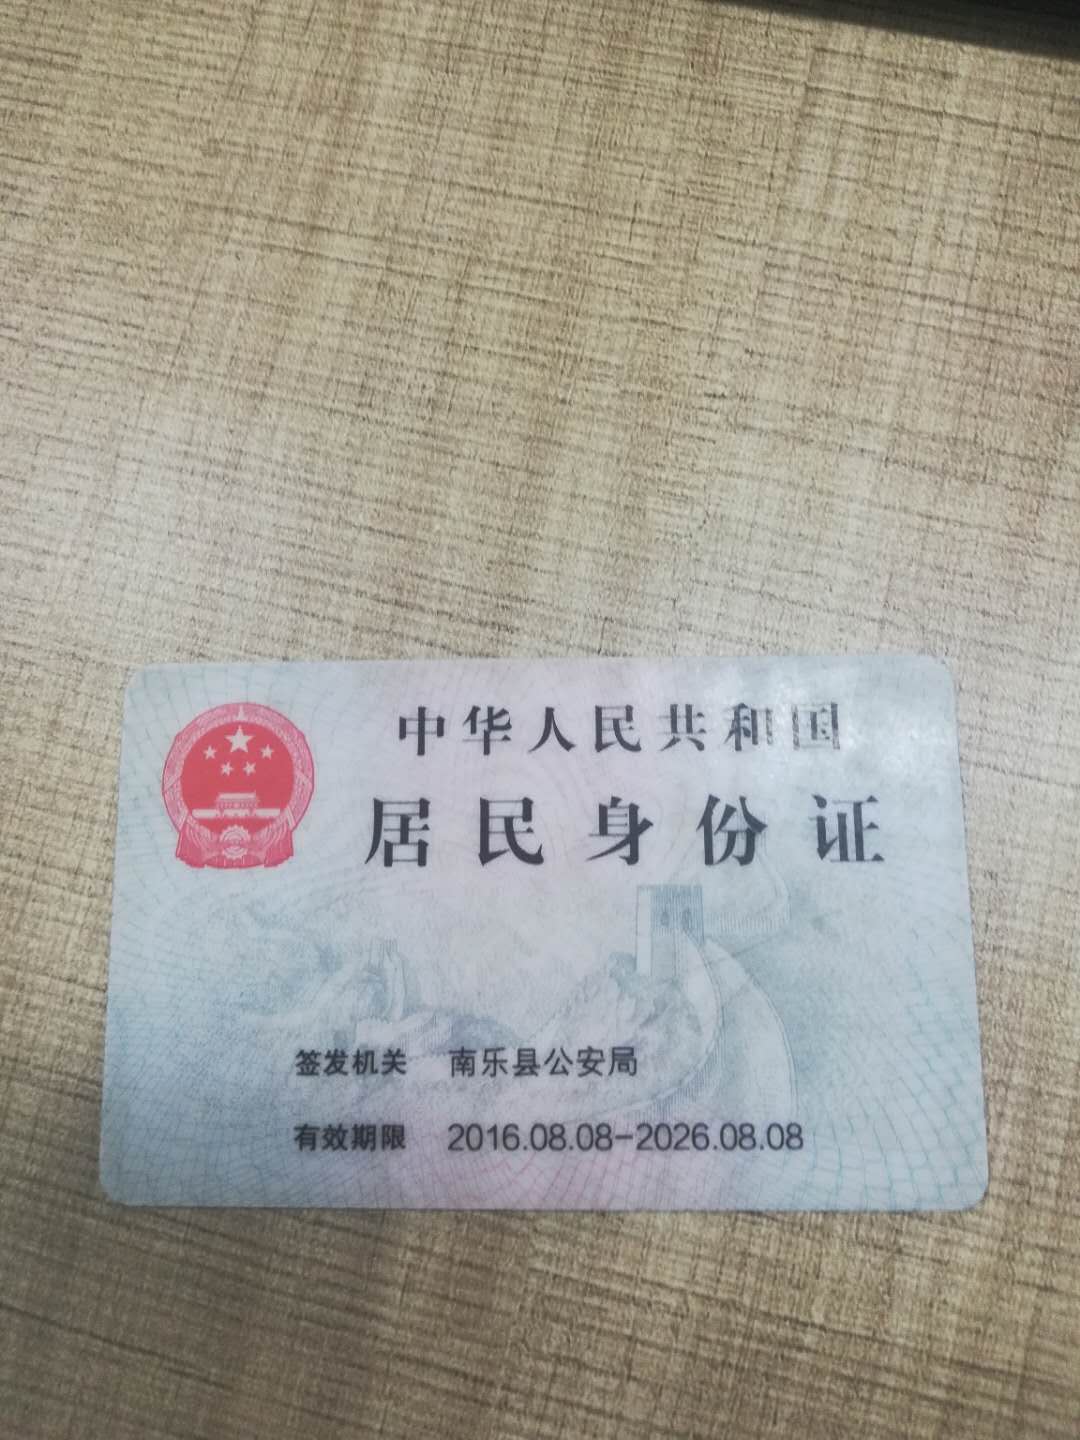 中华人民共和国
居民身份证
签发机关 南乐县公安局
有效期限 2016.08.08-2026.08.08